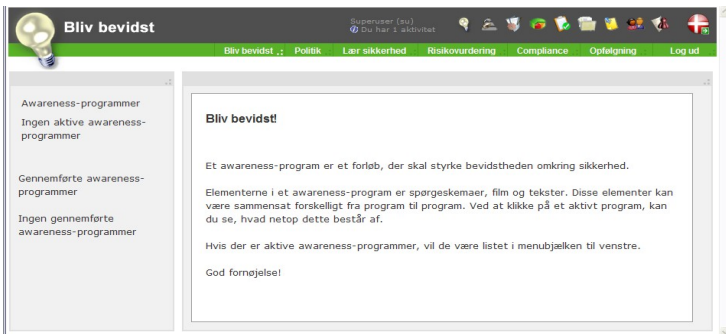 Bliv bevidst
Superuser (su)
Du har 1 aktivitet
Bliv bevidst .: Politik .: Lær sikkerhed .: Risikovurdering .: Compliance .: Opfølgning .: Log ud
Awareness-programmer
Ingen aktive awareness-
programmer
Gennemførte awareness-
programmer
Ingen gennemførte
awareness-programmer
Bliv bevidst!
Et awareness-program er et forløb, der skal styrke bevidstheden omkring sikkerhed.
Elementerne i et awareness-program er spørgeskemaer, film og tekster. Disse elementer kan
være sammensat forskelligt fra program til program. Ved at klikke på et aktivt program, kan
du se, hvad netop dette består af.
Hvis der er aktive awareness-programmer, vil de være listet i menubjælken til venstre.
God fornøjelse!